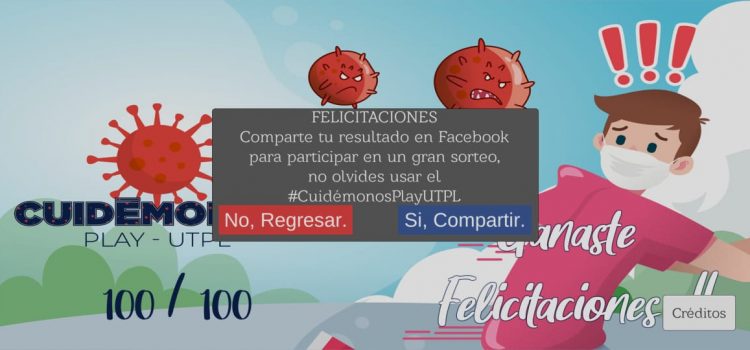 FELICITACIONES
Comparte tu resultado en Facebook
para participar en un gran sorteo,
no olvides usar el
#CuidémonosPlayUTPL
No, Regresar.
Si, Compartir.
PLAY - UTPL
100 / 100
Ganaste
Felicitaciones !!
Créditos